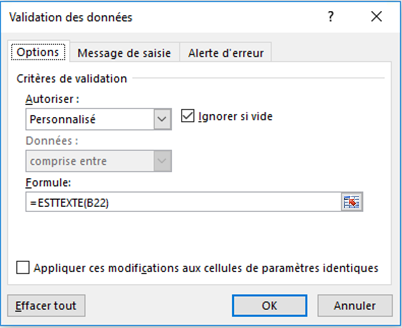 Validation des données
?
Options Message de saisie Alerte d'erreur
Critères de validation
Autoriser :
Personnalisé Ignorer si vide
Données :
comprise entre
Formule:
=ESTTEXTE(B22)
Appliquer ces modifications aux cellules de paramètres identiques
Effacer tout OK Annuler